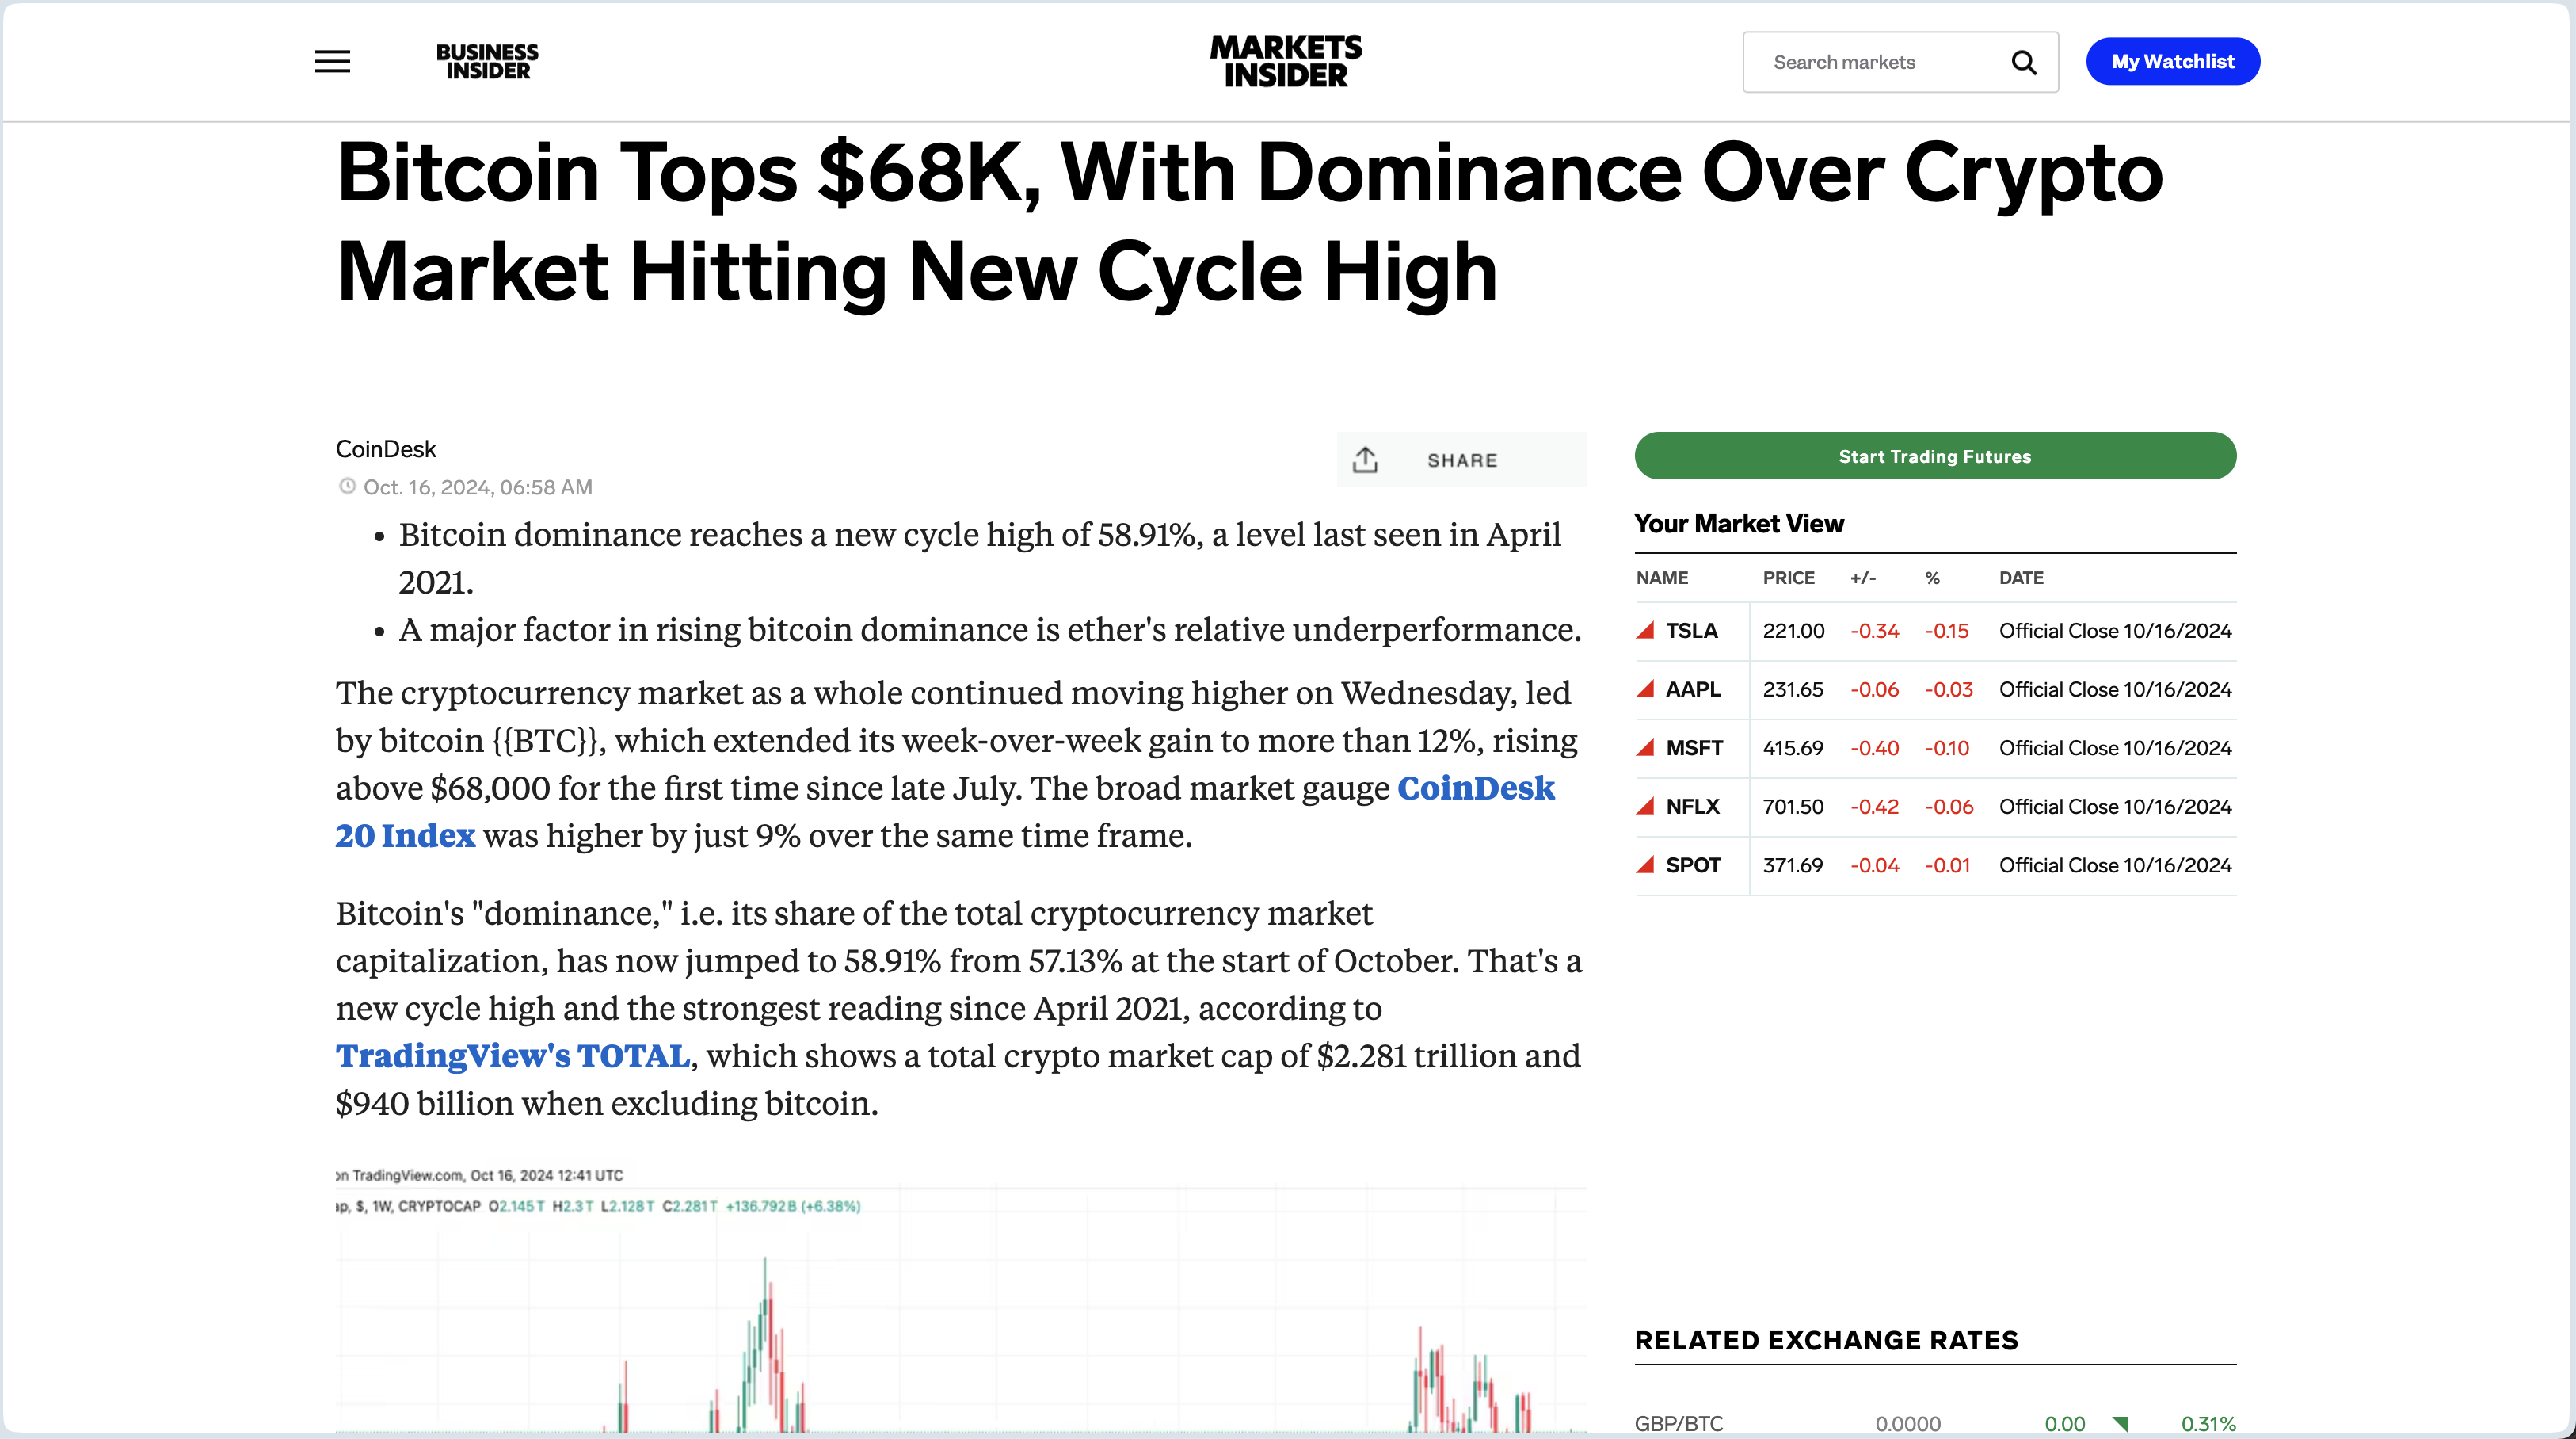 BUSINESS
INSIDER
MARKETS
INSIDER
Search markets
My Watchlist
Bitcoin Tops $68K, With Dominance Over Crypto
Market Hitting New Cycle High
CoinDesk
Oct. 16, 2024, 06:58 AM
SHARE
• Bitcoin dominance reaches a new cycle high of 58.91%, a level last seen in April
2021.
• A major factor in rising bitcoin dominance is ether's relative underperformance.
The cryptocurrency market as a whole continued moving higher on Wednesday, led
by bitcoin {{BTC}}, which extended its week-over-week gain to more than 12%, rising
above $68,000 for the first time since late July. The broad market gauge CoinDesk
20 Index was higher by just 9% over the same time frame.
Bitcoin's "dominance," i.e. its share of the total cryptocurrency market
capitalization, has now jumped to 58.91% from 57.13% at the start of October. That's a
new cycle high and the strongest reading since April 2021, according to
TradingView's TOTAL, which shows a total crypto market cap of $2.281 trillion and
$940 billion when excluding bitcoin.
on TradingView.com, Oct 16, 2024 12:41 UTC
ap, $, 1W, CRYPTOCAP O2.145T H2.3T L2.128T C2.281T +136.792B (+6.38%)
Start Trading Futures
Your Market View
NAME PRICE +/- % DATE
TSLA 221.00 -0.34 -0.15 Official Close 10/16/2024
AAPL 231.65 -0.06 -0.03 Official Close 10/16/2024
MSFT 415.69 -0.40 -0.10 Official Close 10/16/2024
NFLX 701.50 -0.42 -0.06 Official Close 10/16/2024
SPOT 371.69 -0.04 -0.01 Official Close 10/16/2024
RELATED EXCHANGE RATES
GBP/BTC 0.0000 0.00 0.31%